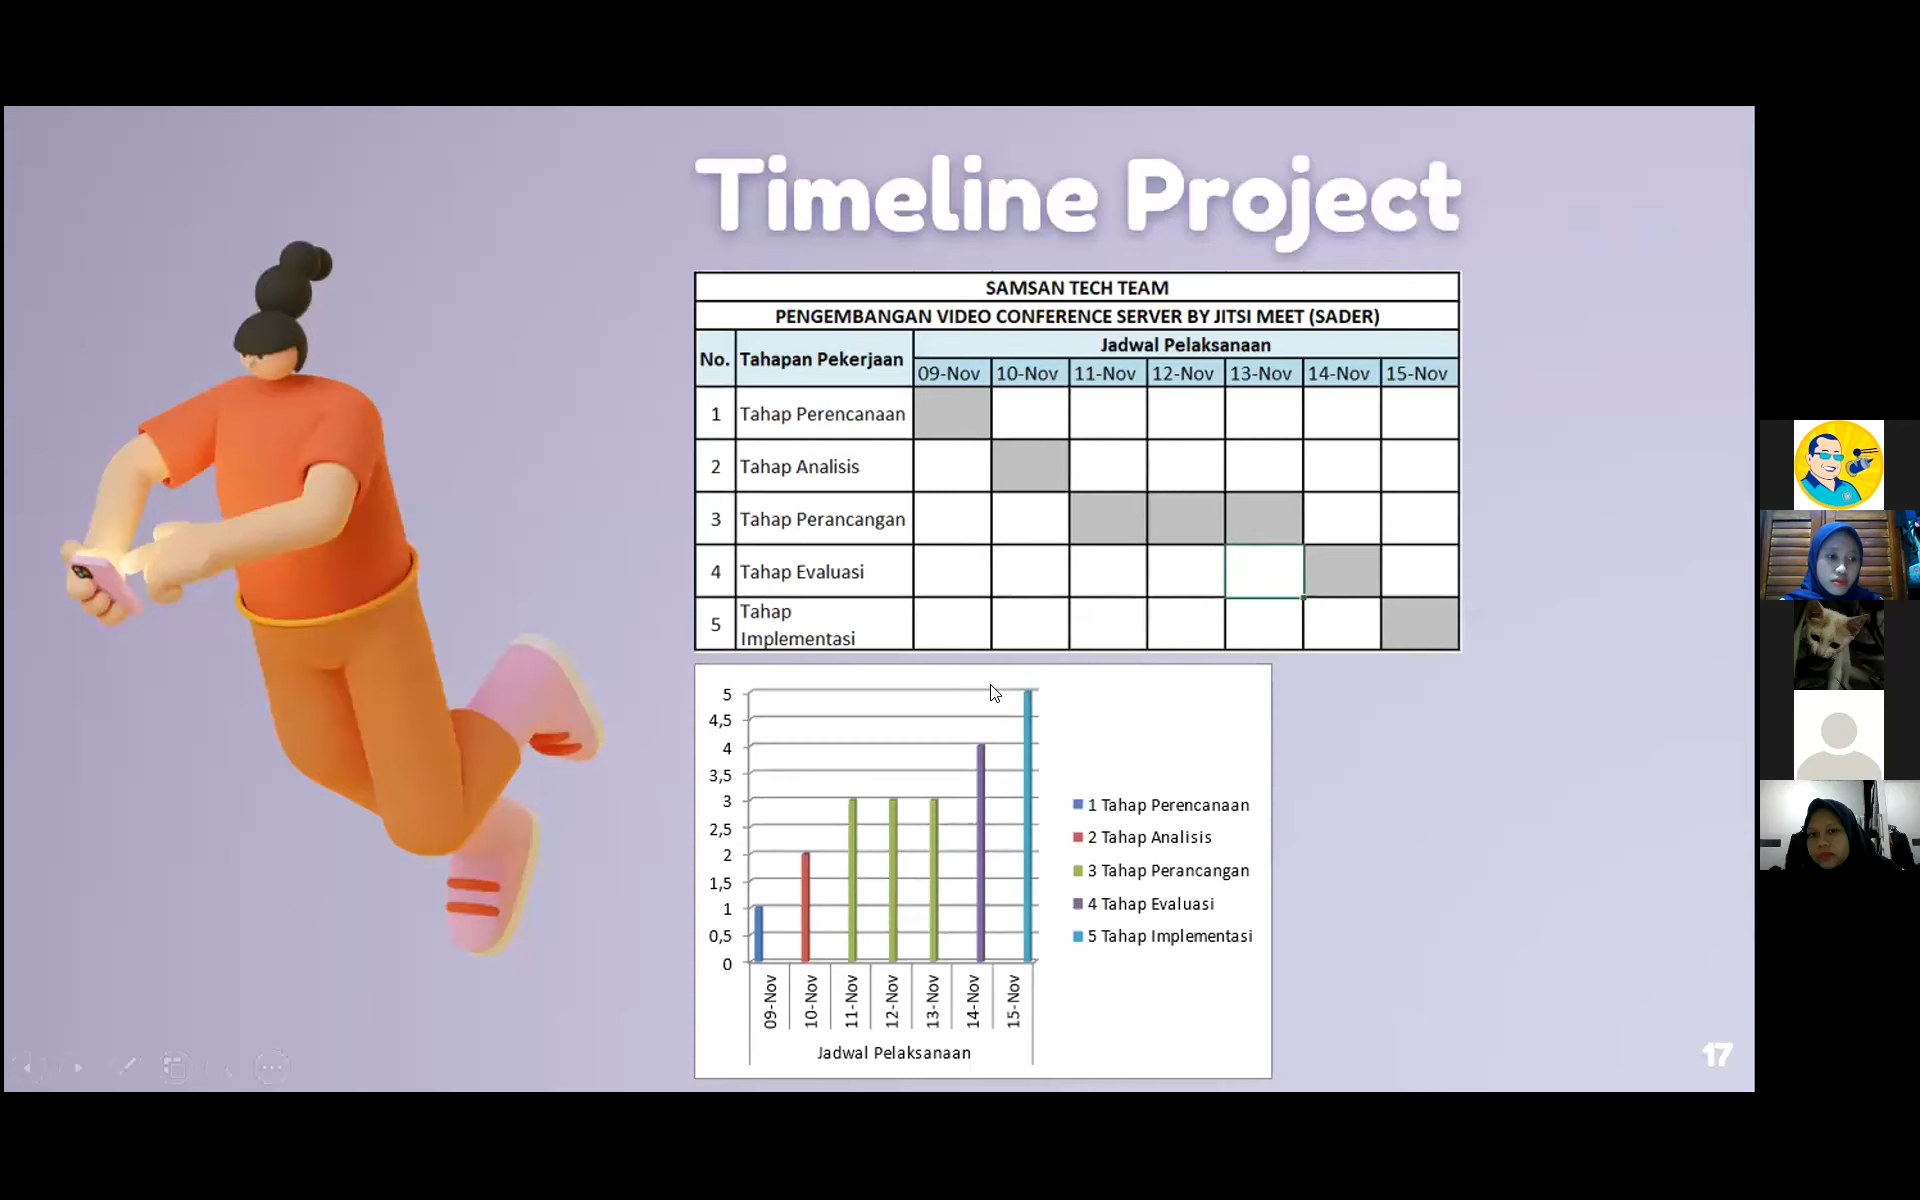 Timeline Project
SAMSAN TECH TEAM
PENGEMBANGAN VIDEO CONFERENCE SERVER BY JITSI MEET (SADER)
No. Tahapan Pekerjaan Jadwal Pelaksanaan
09-Nov 10-Nov 11-Nov 12-Nov 13-Nov 14-Nov 15-Nov
1 Tahap Perencanaan
2 Tahap Analisis
3 Tahap Perancangan
4 Tahap Evaluasi
5 Tahap
Implementasi
5
4,5
4
3,5
3
2,5
2
1,5
1
0,5
0
09-Nov 10-Nov 11-Nov 12-Nov 13-Nov 14-Nov 15-Nov
Jadwal Pelaksanaan
1 Tahap Perencanaan
2 Tahap Analisis
3 Tahap Perancangan
4 Tahap Evaluasi
5 Tahap Implementasi
17